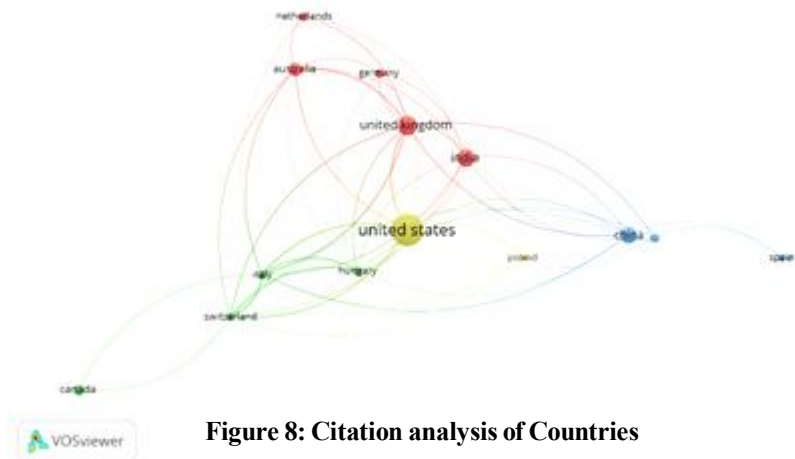 netherlands
australia
germany
united kingdom
india
united states
china
poland
spain
italy
hungary
switzerland
canada
VOSviewer
Figure 8: Citation analysis of Countries